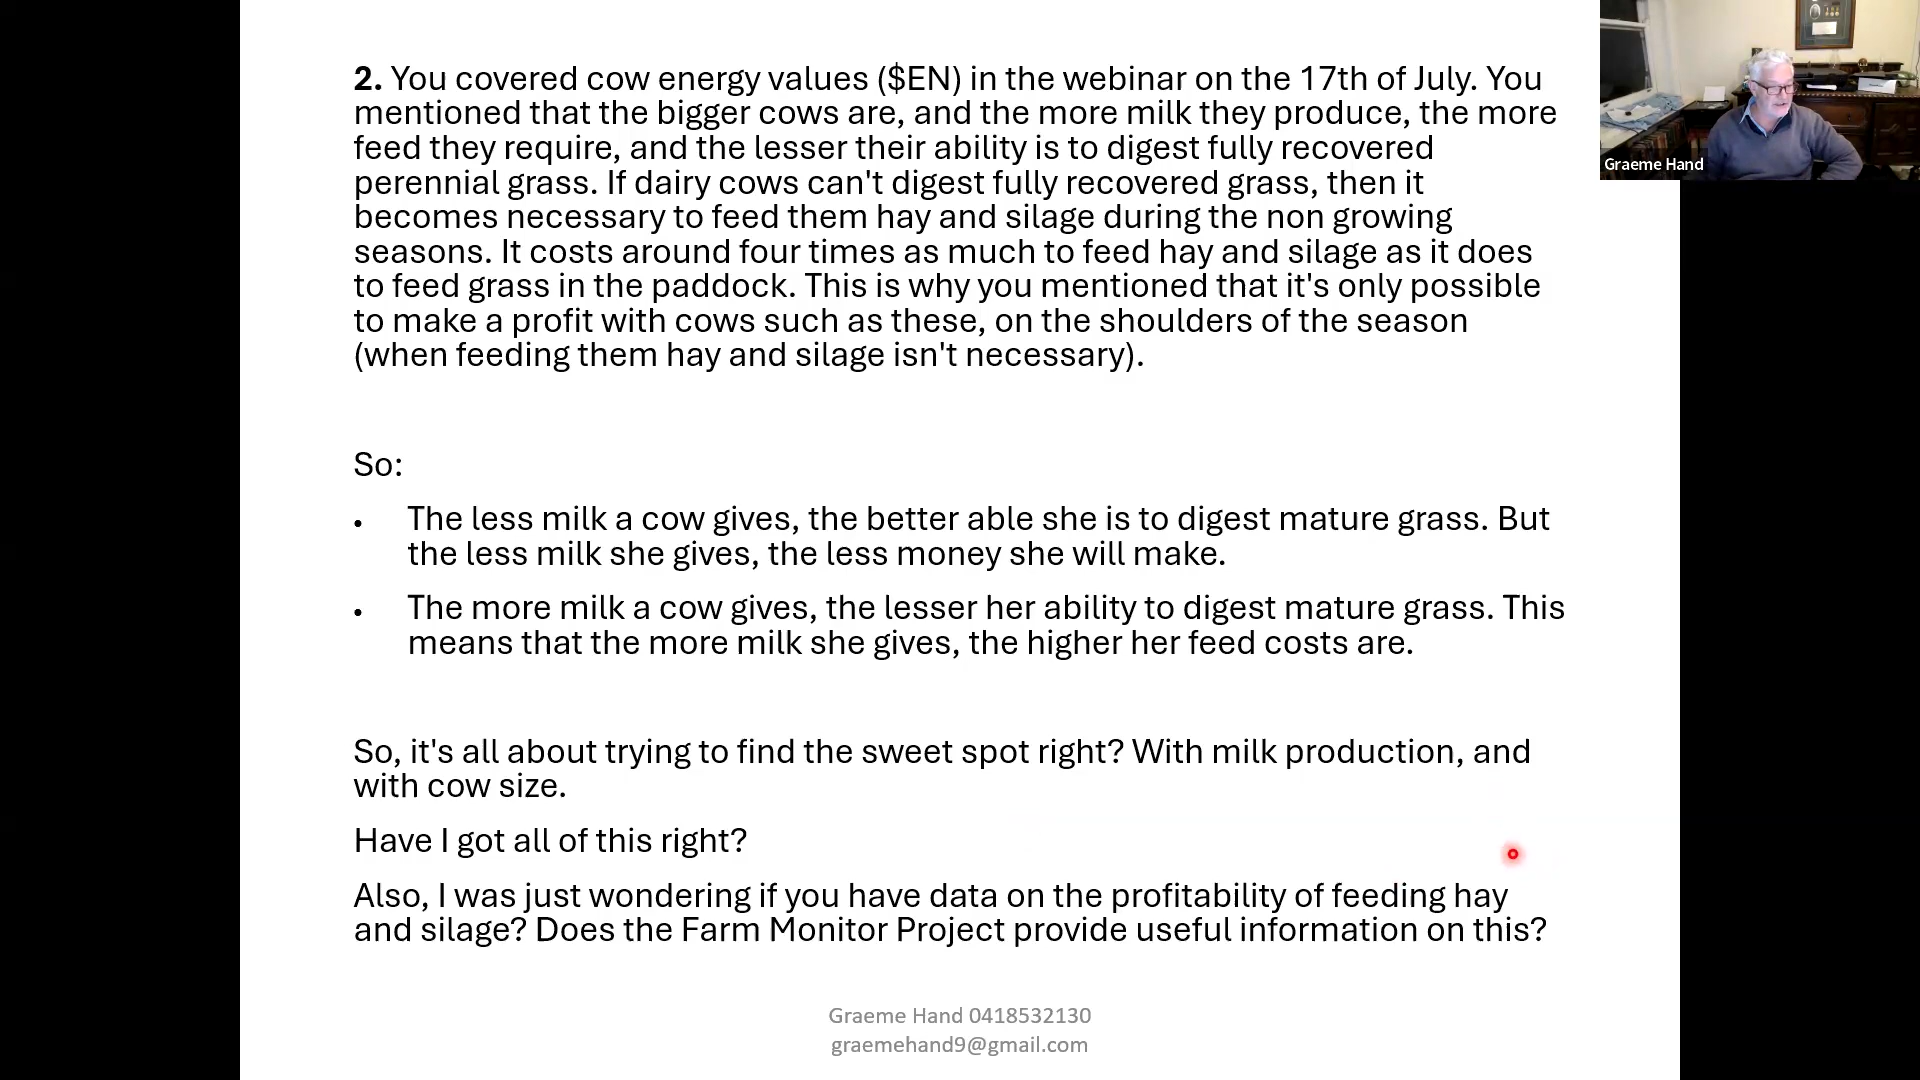 2. You covered cow energy values ($EN) in the webinar on the 17th of July. You
mentioned that the bigger cows are, and the more milk they produce, the more
feed they require, and the lesser their ability is to digest fully recovered
perennial grass. If dairy cows can't digest fully recovered grass, then it
becomes necessary to feed them hay and silage during the non growing
seasons. It costs around four times as much to feed hay and silage as it does
to feed grass in the paddock. This is why you mentioned that it's only possible
to make a profit with cows such as these, on the shoulders of the season
(when feeding them hay and silage isn't necessary).
So:
• The less milk a cow gives, the better able she is to digest mature grass. But
the less milk she gives, the less money she will make.
• The more milk a cow gives, the lesser her ability to digest mature grass. This
means that the more milk she gives, the higher her feed costs are.
So, it's all about trying to find the sweet spot right? With milk production, and
with cow size.
Have I got all of this right?
Also, I was just wondering if you have data on the profitability of feeding hay
and silage? Does the Farm Monitor Project provide useful information on this?
Graeme Hand 0418532130
graemehand9@gmail.com
Graeme Hand